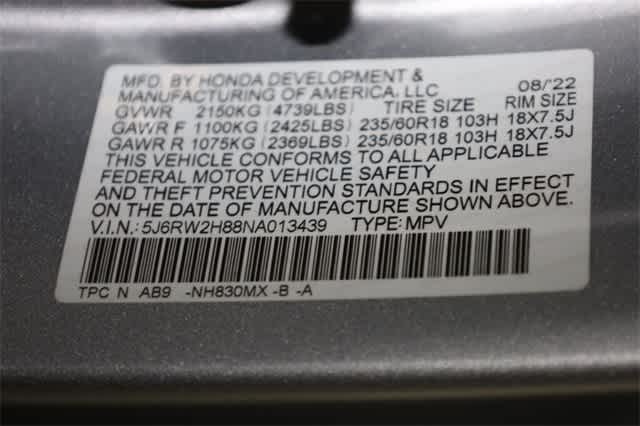 MFD. BY HONDA DEVELOPMENT &
MANUFACTURING OF AMERICA, LLC 08/'22
GVWR 2150KG (4739LBS) TIRE SIZE RIM SIZE
GAWR F 1100KG (2425LBS) 235/60R18 103H 18X7.5J
GAWR R 1075KG (2369LBS) 235/60R18 103H 18X7.5J
THIS VEHICLE CONFORMS TO ALL APPLICABLE
FEDERAL MOTOR VEHICLE SAFETY
AND THEFT PREVENTION STANDARDS IN EFFECT
ON THE DATE OF MANUFACTURE SHOWN ABOVE.
V.I.N.: 5J6RW2H88NA013439 TYPE: MPV
TPC N AB9 -NH830MX -B -A